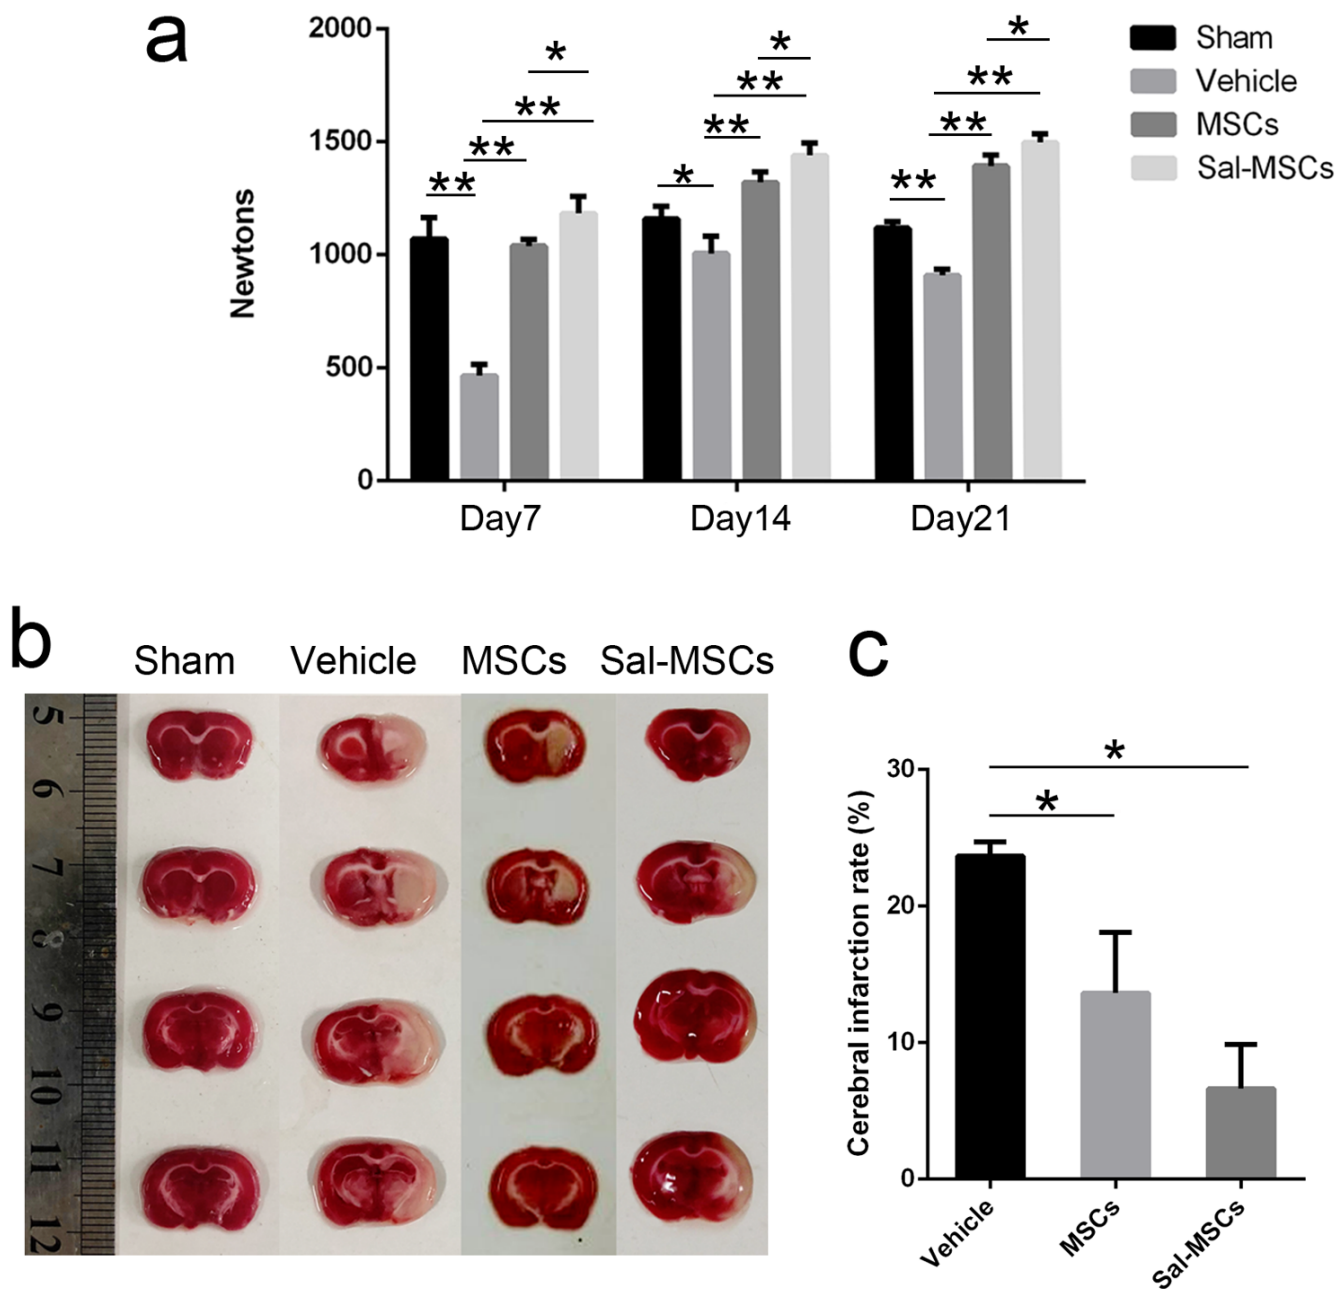 a
2000
1500
1000
500
0
Newtons
* ** ** **
* ** ** *
* ** ** **
Sham
Vehicle
MSCs
Sal-MSCs
Day7 Day14 Day21
b
Sham Vehicle MSCs Sal-MSCs
5
6
7
8
9
10
11
12
c
*
*
30
20
10
0
Cerebral infarction rate (%)
Vehicle
MSCs
Sal-MSCs